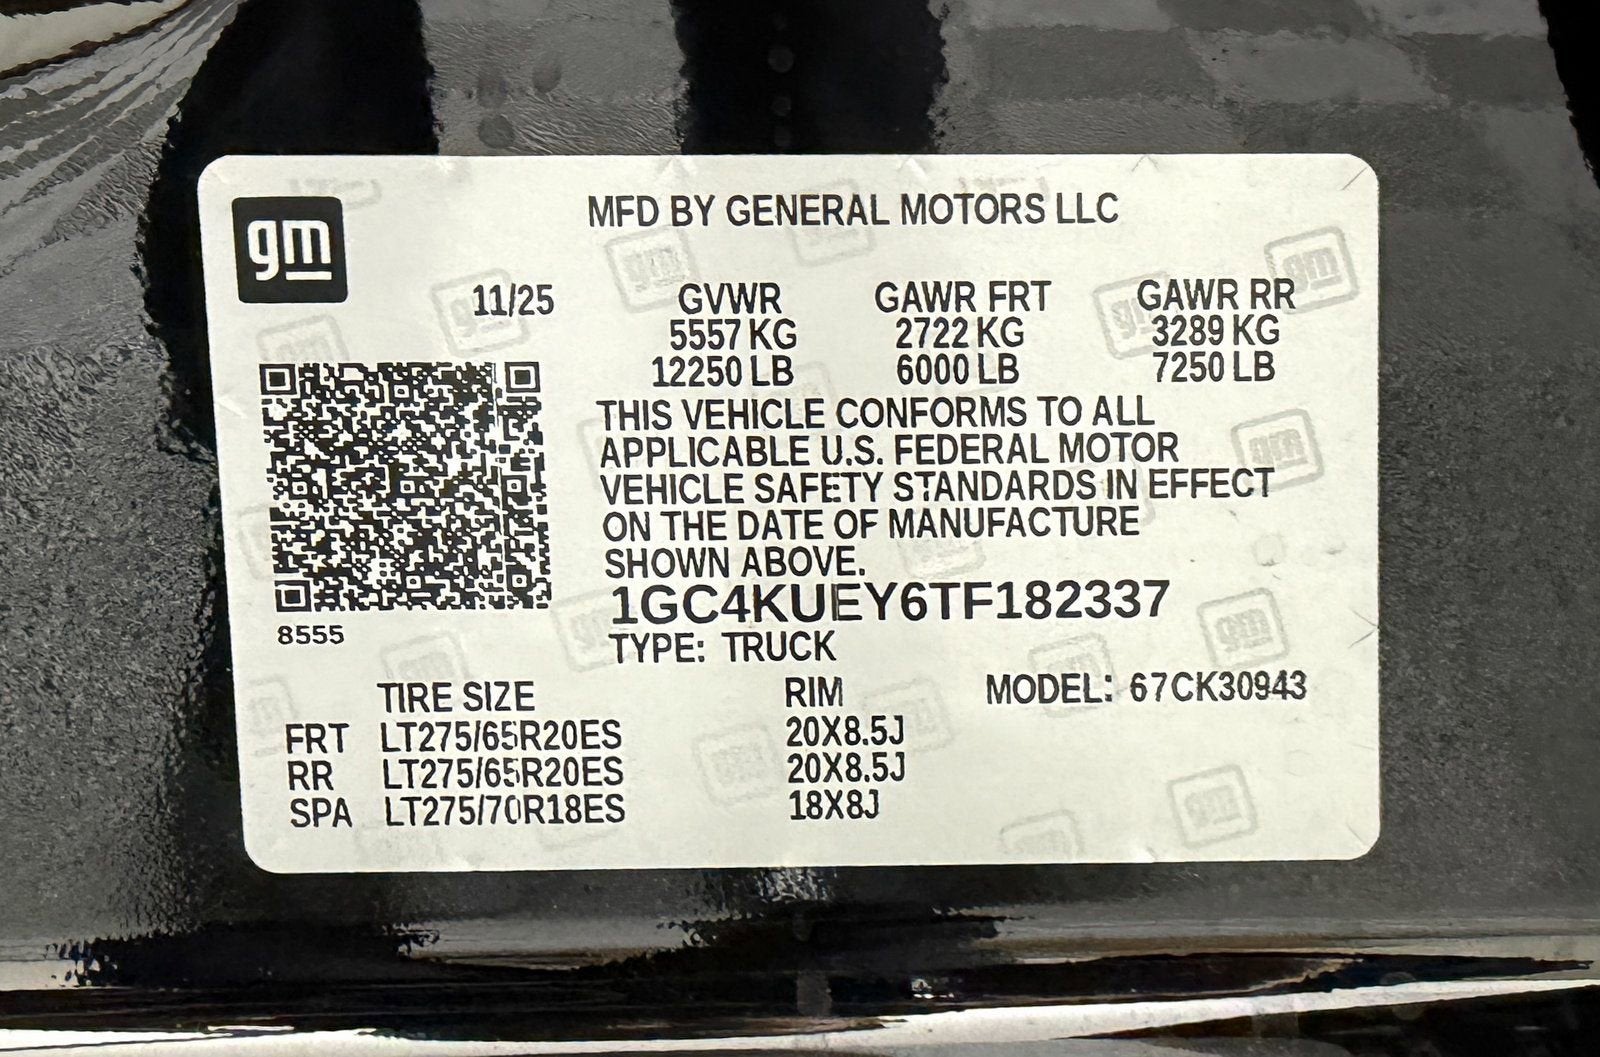 gm
MFD BY GENERAL MOTORS LLC
11/25 GVWR GAWR FRT GAWR RR
5557 KG 2722 KG 3289 KG
12250 LB 6000 LB 7250 LB
THIS VEHICLE CONFORMS TO ALL
APPLICABLE U.S. FEDERAL MOTOR
VEHICLE SAFETY STANDARDS IN EFFECT
ON THE DATE OF MANUFACTURE
SHOWN ABOVE.
8555
1GC4KUEY6TF182337
TYPE: TRUCK
TIRE SIZE RIM MODEL: 67CK30943
FRT LT275/65R20ES 20X8.5J
RR LT275/65R20ES 20X8.5J
SPA LT275/70R18ES 18X8J